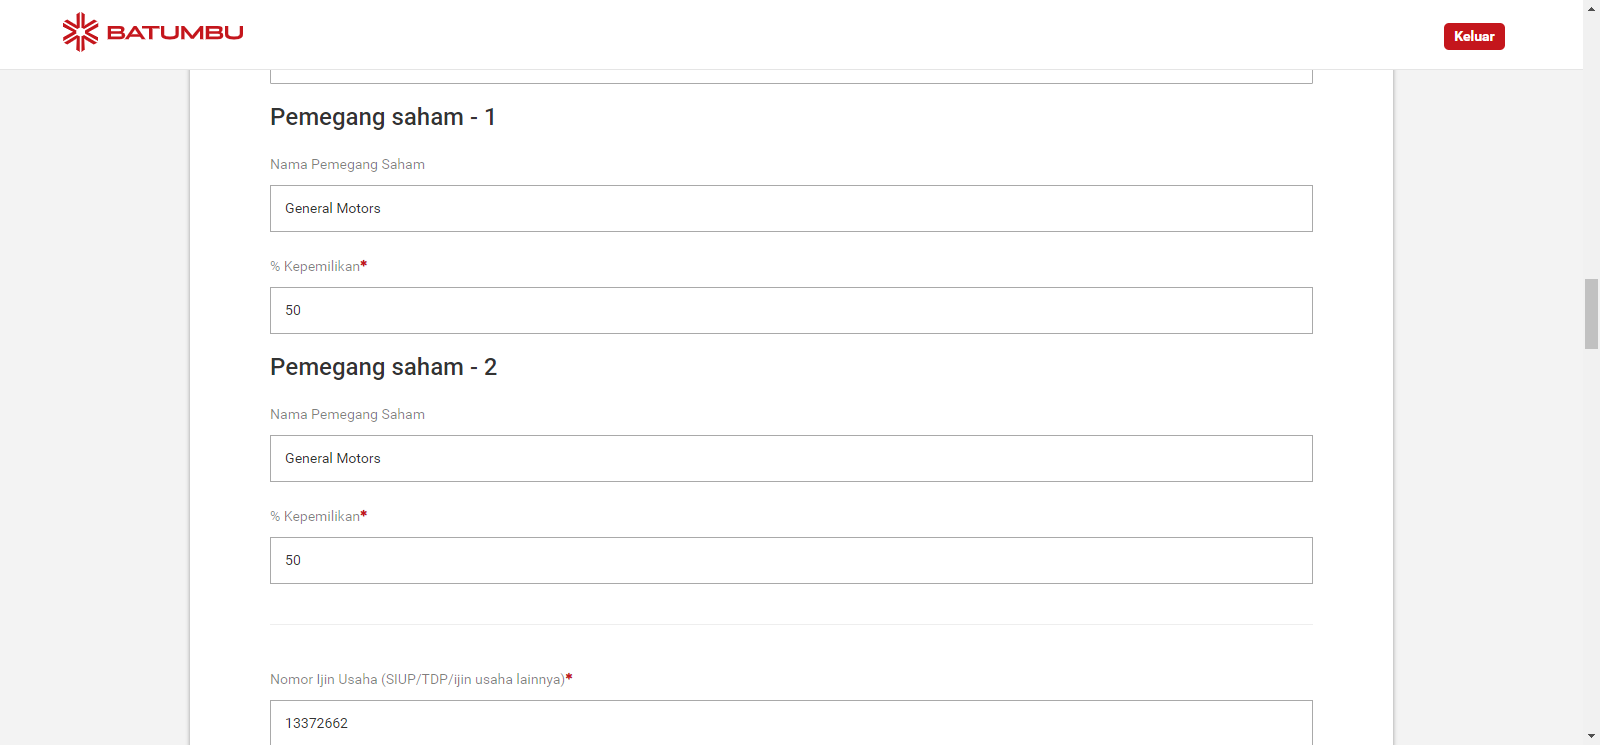 BATUMBU
Keluar
Pemegang saham - 1
Nama Pemegang Saham
General Motors
% Kepemilikan*
50
Pemegang saham - 2
Nama Pemegang Saham
General Motors
% Kepemilikan*
50
Nomor Ijin Usaha (SIUP/TDP/ijin usaha lainnya)*
13372662